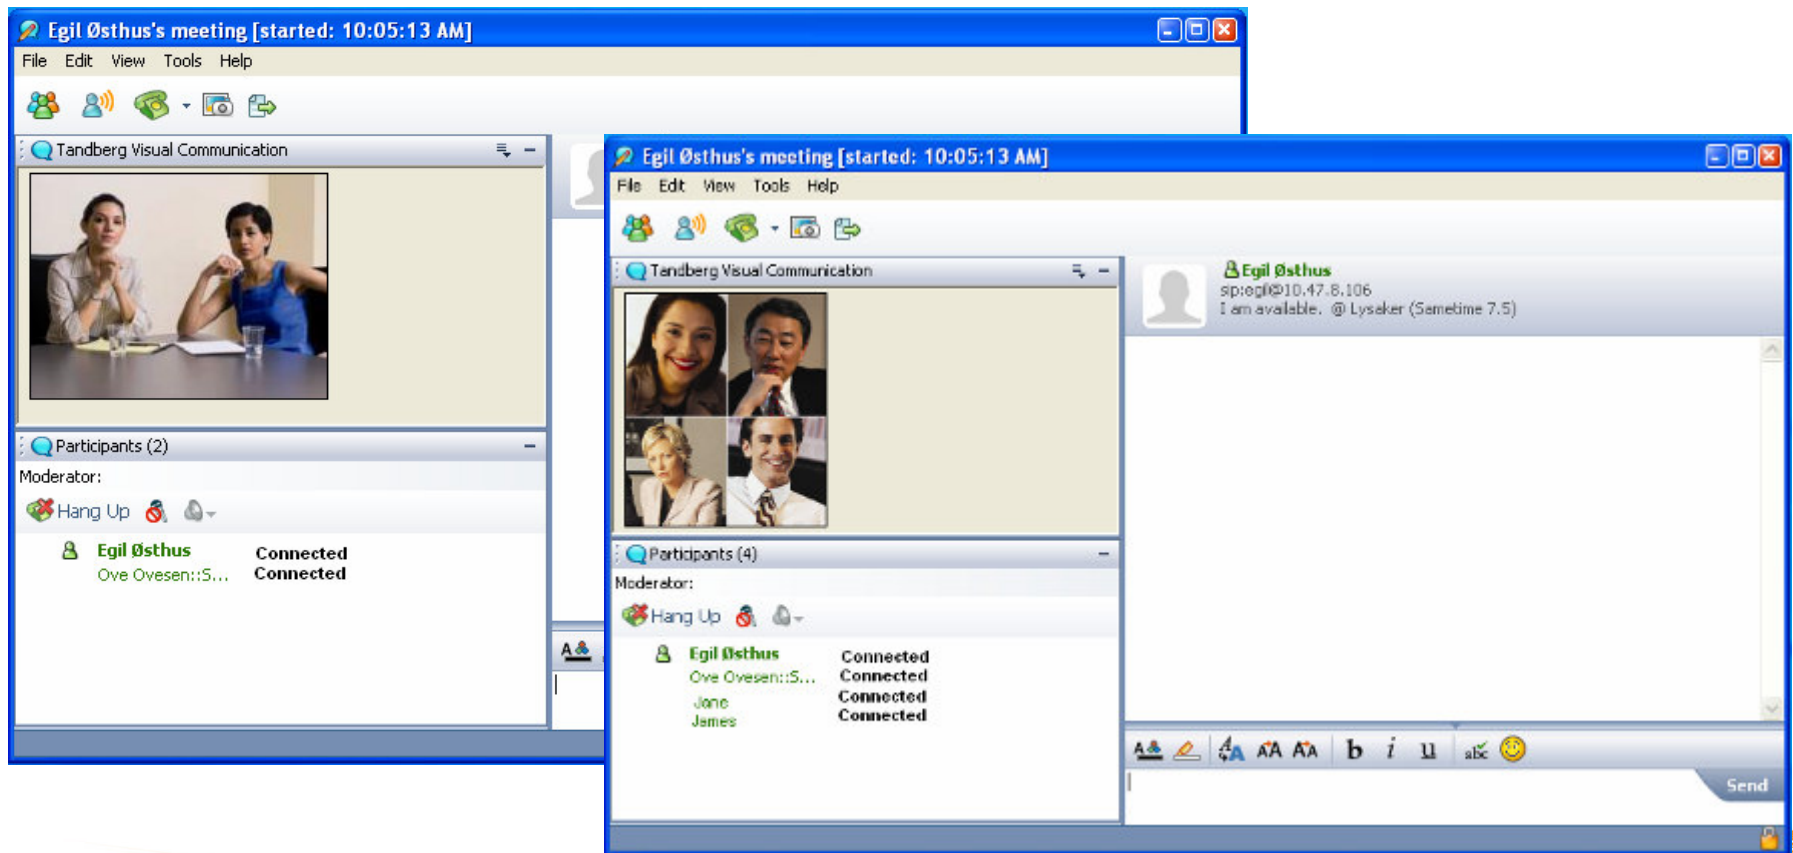 Egil Østhus's meeting [started: 10:05:13 AM]
File Edit View Tools Help
Tandberg Visual Communication
Participants (2)
Moderator:
Hang Up
Egil Østhus Connected
Ove Ovesen::S... Connected
A
Egil Østhus's meeting [started: 10:05:13 AM]
File Edit View Tools Help
Tandberg Visual Communication
Egil Østhus
sip:egil@10.47.8.106
I am available. @ Lysaker (Sametime 7.5)
Participants (4)
Moderator:
Hang Up
Egil Østhus Connected
Ove Ovesen::S... Connected
Jane Connected
James Connected
A A A AA AA b i u abc
Send